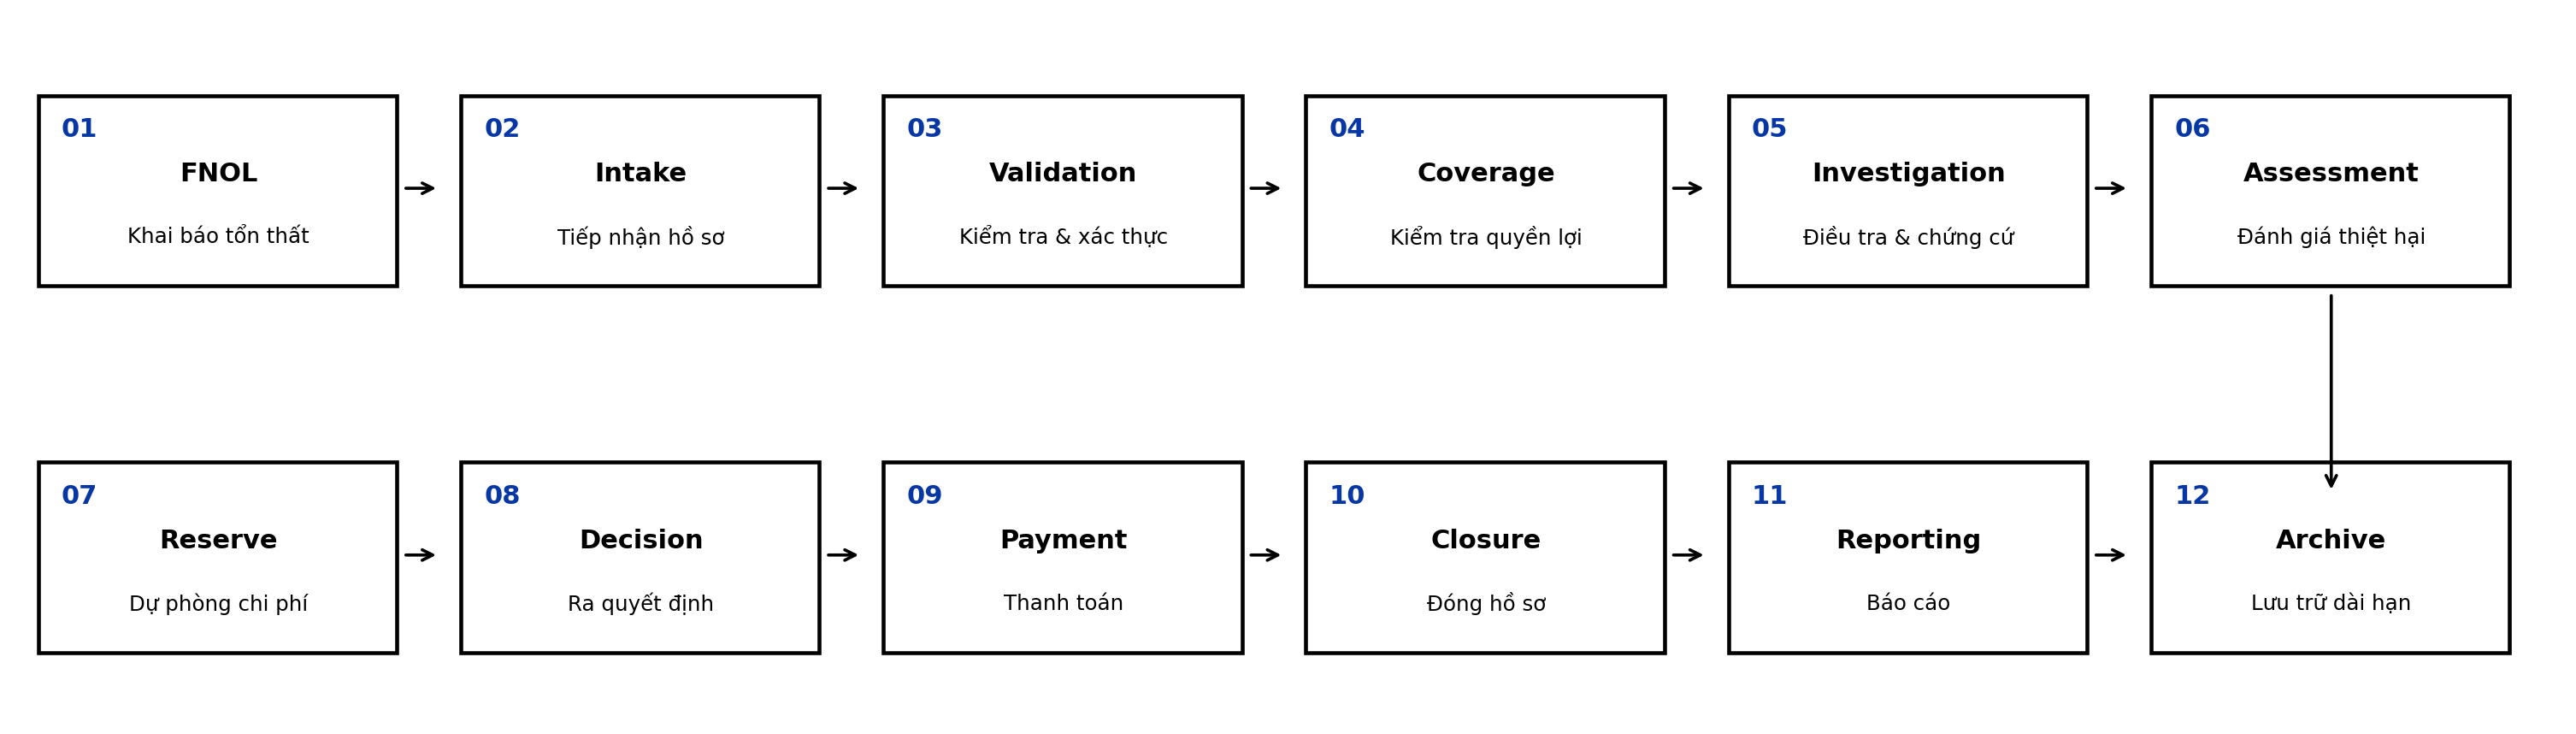 01
FNOL
Khai báo tổn thất
02
Intake
Tiếp nhận hồ sơ
03
Validation
Kiểm tra & xác thực
04
Coverage
Kiểm tra quyền lợi
05
Investigation
Điều tra & chứng cứ
06
Assessment
Đánh giá thiệt hại
07
Reserve
Dự phòng chi phí
08
Decision
Ra quyết định
09
Payment
Thanh toán
10
Closure
Đóng hồ sơ
11
Reporting
Báo cáo
12
Archive
Lưu trữ dài hạn